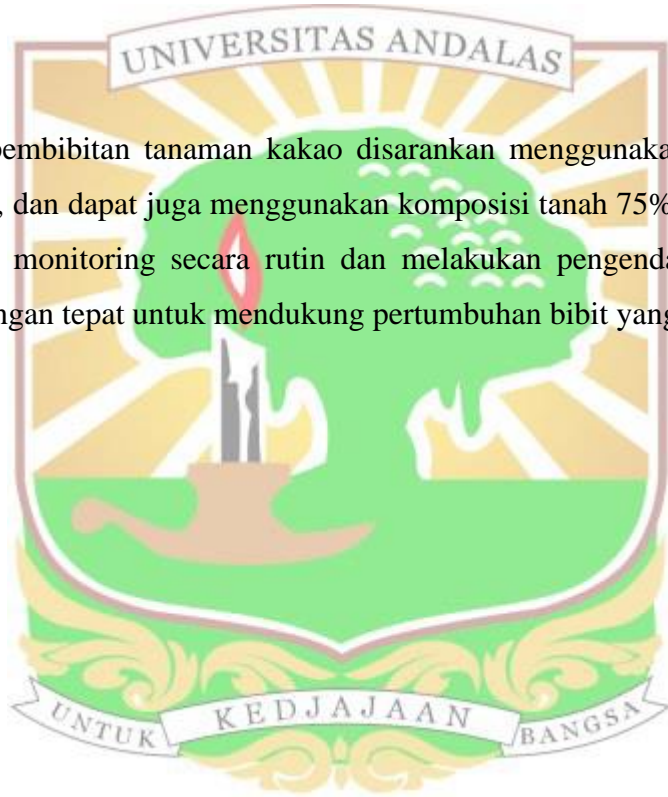 UNIVERSITAS ANDALAS
pembibitan tanaman kakao disarankan menggunaka
, dan dapat juga menggunakan komposisi tanah 75%
monitoring secara rutin dan melakukan pengenda
ngan tepat untuk mendukung pertumbuhan bibit yang
UNTUK KEDJAJAAN BANGSA